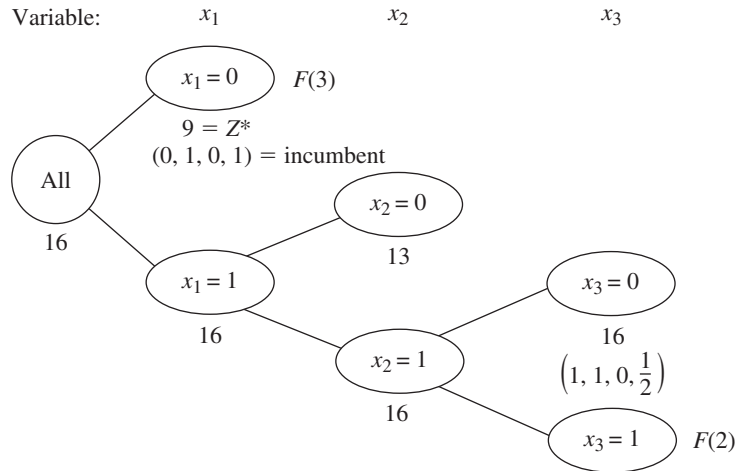 Variable: x₁ x₂ x₃
x₁ = 0 F(3)
9 = Z*
(0, 1, 0, 1) = incumbent
All
16
x₂ = 0
13
x₁ = 1
16
x₃ = 0
16
(1, 1, 0, 1/2)
x₂ = 1
16
x₃ = 1 F(2)